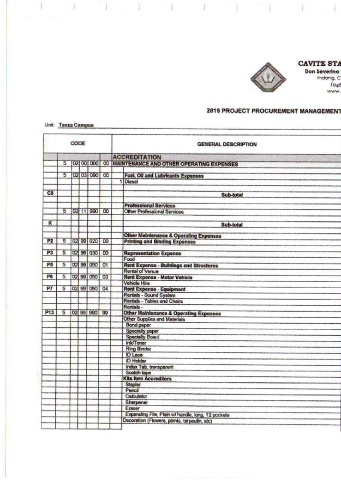 CAVITE STA
Don Severino
Indang, C
www.
2019 PROJECT PROCUREMENT MANAGEMENT
Unit: Tanza Campus
CODE GENERAL DESCRIPTION
ACCREDITATION
5 02 00 000 00 MAINTENANCE AND OTHER OPERATING EXPENSES
5 02 03 090 00 Fuel, Oil and Lubricants Expenses
1 Diesel
C8 Sub-total
Professional Services
5 02 11 990 00 Other Professional Services
K Sub-total
Other Maintenance & Operating Expenses
P2 5 02 99 020 00 Printing and Binding Expenses
P3 5 02 99 030 00 Representation Expense
Food
P5 5 02 99 050 01 Rent Expense - Buildings and Structures
Rental of Venue
P6 5 02 99 050 03 Rent Expense - Motor Vehicle
Vehicle Hire
P7 5 02 99 050 04 Rent Expense - Equipment
Rentals - Sound System
Rentals - Tables and Chairs
Rentals -
P13 5 02 99 990 99 Other Maintenance & Operating Expenses
Other Supplies and Materials
Bond paper
Specialty paper
Specialty Board
Ink/Toner
Ring Binder
ID Lace
ID Holder
Index Tab, transparent
Scotch tape
Kits fors Accreditors
Stapler
Pencil
Calculator
Sharpener
Eraser
Expanding File, Plain w/ handle, long, 12 pockets
Decoration (Flowers, plants, tarpaulin, etc)